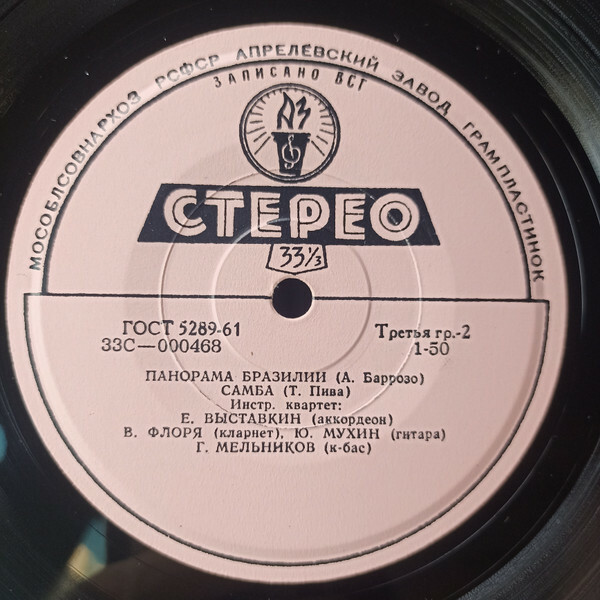 МОСОБЛСОВНАРХОЗ РСФСР АПРЕЛЕВСКИЙ ЗАВОД ГРАМПЛАСТИНОК
ЗАПИСАНО ВСГ
АЗ
СТЕРЕО
33⅓
ГОСТ 5289-61
Третья гр.-2
33С—000468
1-50
ПАНОРАМА БРАЗИЛИИ (А. Баррозо)
САМБА (Т. Пива)
Инстр. квартет:
Е. ВЫСТАВКИН (аккордеон)
В. ФЛОРЯ (кларнет), Ю. МУХИН (гитара)
Г. МЕЛЬНИКОВ (к-бас)